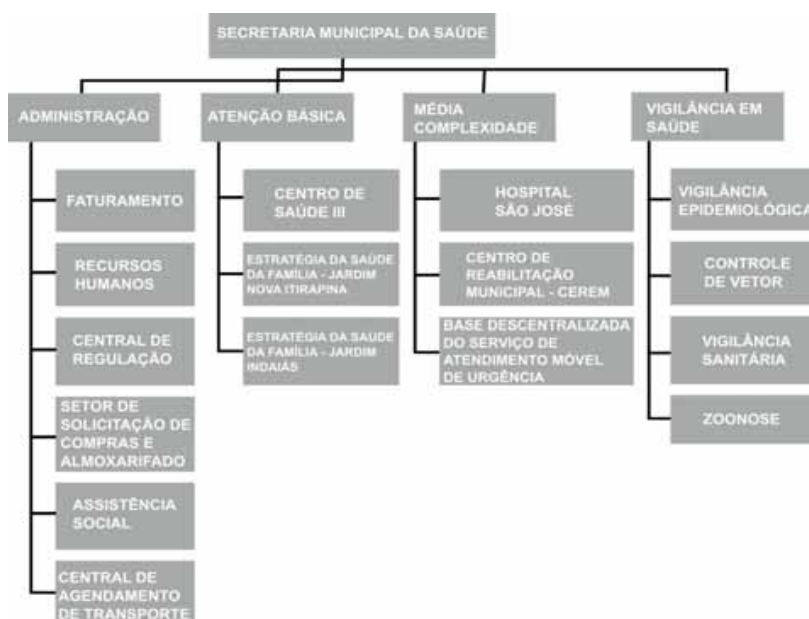 SECRETARIA MUNICIPAL DA SAÚDE
ADMINISTRAÇÃO
FATURAMENTO
RECURSOS
HUMANOS
CENTRAL DE
REGULAÇÃO
SETOR DE
SOLICITAÇÃO DE
COMPRAS E
ALMOXARIFADO
ASSISTÊNCIA
SOCIAL
CENTRAL DE
AGENDAMENTO
DE TRANSPORTE
ATENÇÃO BÁSICA
CENTRO DE
SAÚDE III
ESTRATÉGIA DA SAÚDE
DA FAMÍLIA - JARDIM
NOVA ITIRAPINA
ESTRATÉGIA DA SAUDE
DA FAMÍLIA - JARDIM
INDAIÁS
MÉDIA
COMPLEXIDADE
HOSPITAL
SÃO JOSÉ
CENTRO DE
REABILITAÇÃO
MUNICIPAL - CEREM
BASE DESCENTRALIZADA
DO SERVIÇO DE
ATENDIMENTO MÓVEL
DE URGÊNCIA
VIGILÂNCIA EM
SAÚDE
VIGILÂNCIA
EPIDEMIOLÓGICA
CONTROLE
DE VETOR
VIGILÂNCIA
SANITÁRIA
ZOONOSE